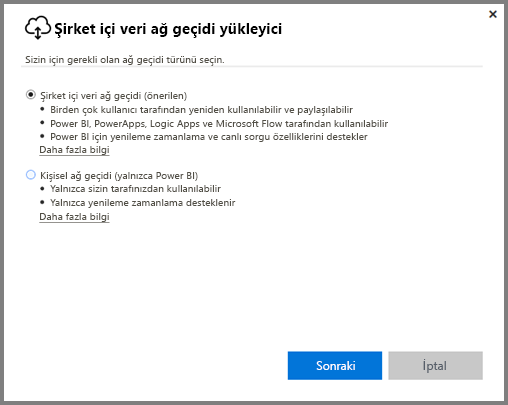 Şirket içi veri ağ geçidi yükleyici
Sizin için gerekli olan ağ geçidi türünü seçin.
Şirket içi veri ağ geçidi (önerilen)
• Birden çok kullanıcı tarafından yeniden kullanılabilir ve paylaşılabilir
• Power BI, PowerApps, Logic Apps ve Microsoft Flow tarafından kullanılabilir
• Power BI için yenileme zamanlama ve canlı sorgu özelliklerini destekler
Daha fazla bilgi
Kişisel ağ geçidi (yalnızca Power BI)
• Yalnızca sizin tarafınızdan kullanılabilir
• Yalnızca yenileme zamanlama desteklenir
Daha fazla bilgi
Sonraki
İptal